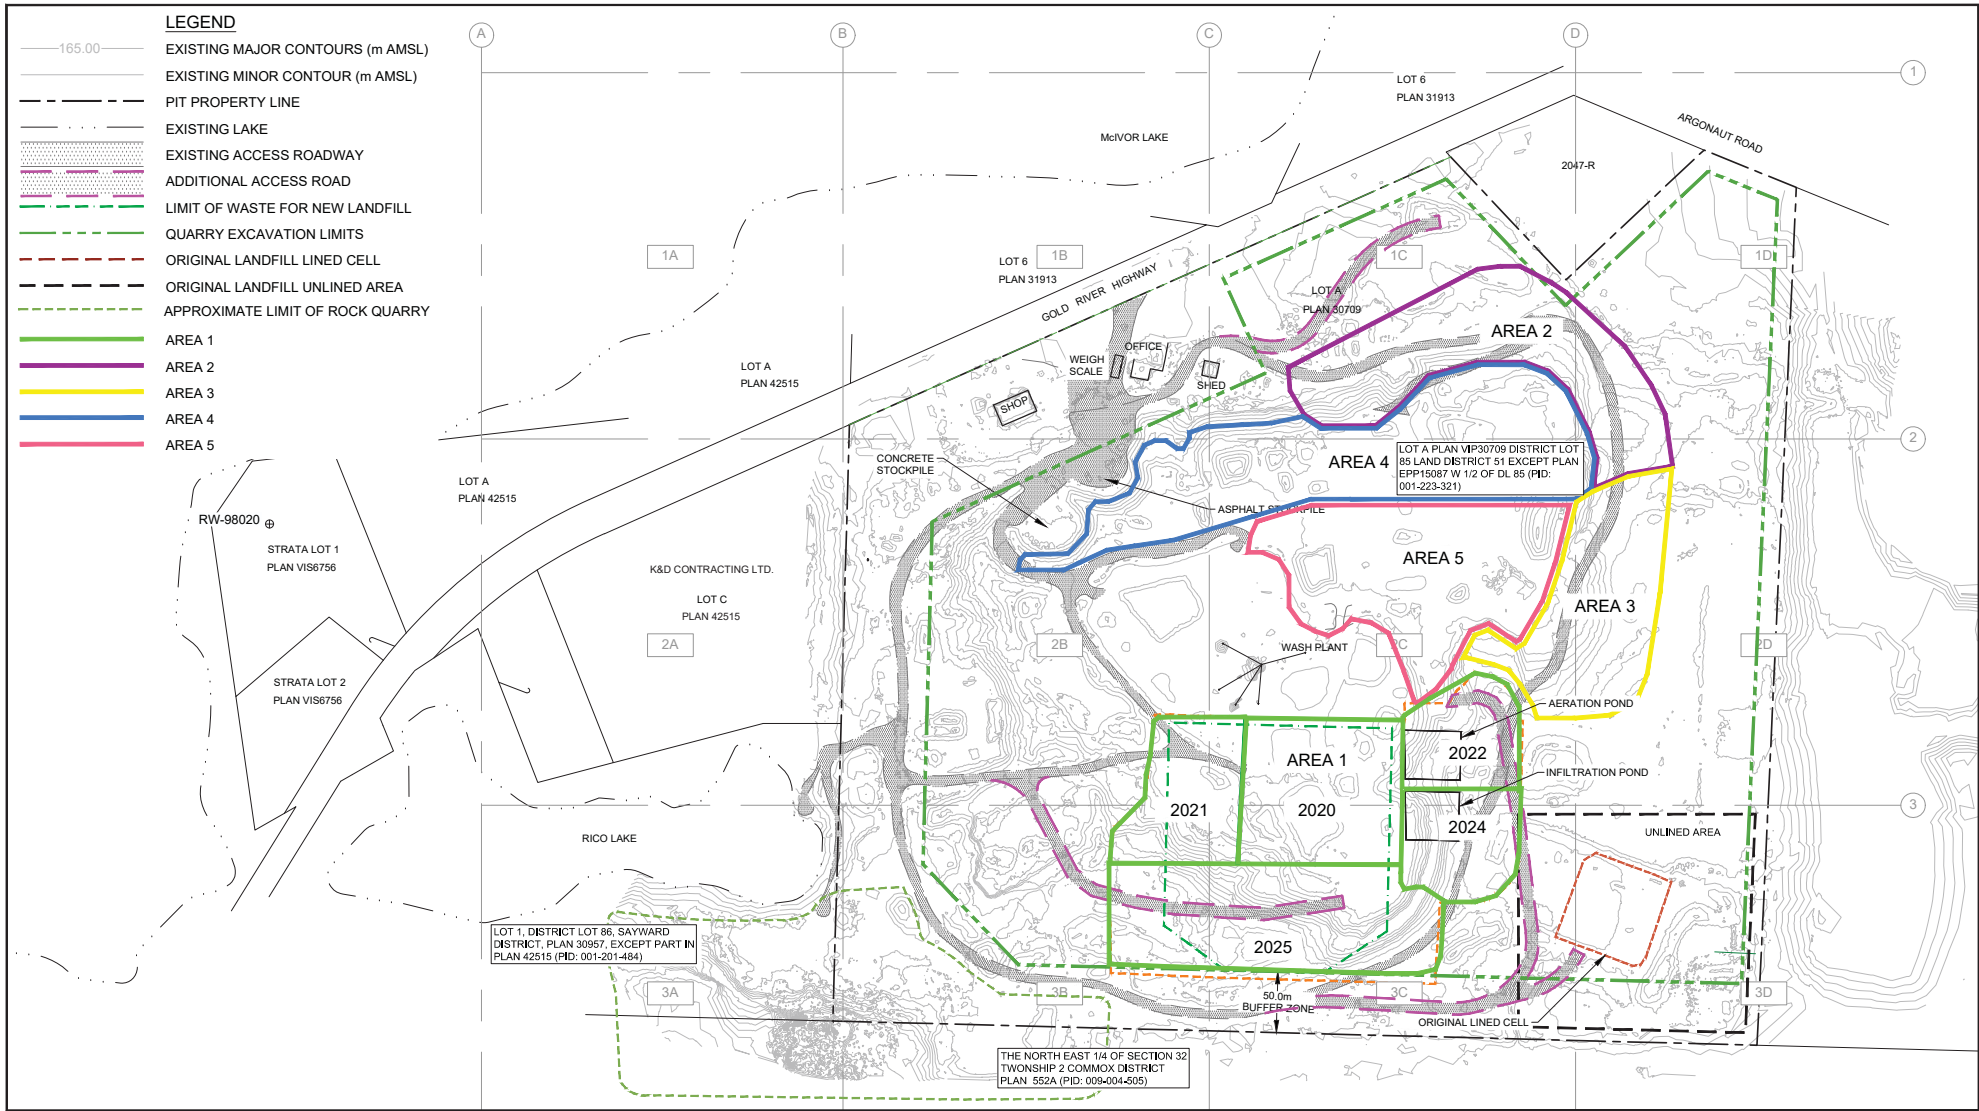 LEGEND
165.00
EXISTING MAJOR CONTOURS (m AMSL)
EXISTING MINOR CONTOUR (m AMSL)
PIT PROPERTY LINE
EXISTING LAKE
EXISTING ACCESS ROADWAY
ADDITIONAL ACCESS ROAD
LIMIT OF WASTE FOR NEW LANDFILL
QUARRY EXCAVATION LIMITS
ORIGINAL LANDFILL LINED CELL
ORIGINAL LANDFILL UNLINED AREA
APPROXIMATE LIMIT OF ROCK QUARRY
AREA 1
AREA 2
AREA 3
AREA 4
AREA 5
A
B
C
D
1
2
3
LOT 6
PLAN 31913
McIVOR LAKE
ARGONAUT ROAD
2047-R
1A
1B
1C
1D
LOT 6
PLAN 31913
GOLD RIVER HIGHWAY
LOT A
PLAN 30709
AREA 2
OFFICE
WEIGH
SCALE
SHED
SHOP
LOT A
PLAN 42515
CONCRETE
STOCKPILE
AREA 4
LOT A PLAN VIP30709 DISTRICT LOT
85 LAND DISTRICT 51 EXCEPT PLAN
EPP15087 W 1/2 OF DL 85 (PID:
001-223-321)
LOT A
PLAN 42515
ASPHALT STOCKPILE
RW-98020
STRATA LOT 1
PLAN VIS6756
K&D CONTRACTING LTD.
LOT C
PLAN 42515
AREA 5
AREA 3
2A
2B
2C
2D
WASH PLANT
STRATA LOT 2
PLAN VIS6756
AERATION POND
2022
AREA 1
INFILTRATION POND
2021
2020
2024
UNLINED AREA
RICO LAKE
LOT 1, DISTRICT LOT 86, SAYWARD
DISTRICT, PLAN 30957, EXCEPT PART IN
PLAN 42515 (PID: 001-201-484)
2025
3A
3B
3C
3D
50.0m
BUFFER ZONE
ORIGINAL LINED CELL
THE NORTH EAST 1/4 OF SECTION 32
TWONSHIP 2 COMMOX DISTRICT
PLAN 552A (PID: 009-004-505)